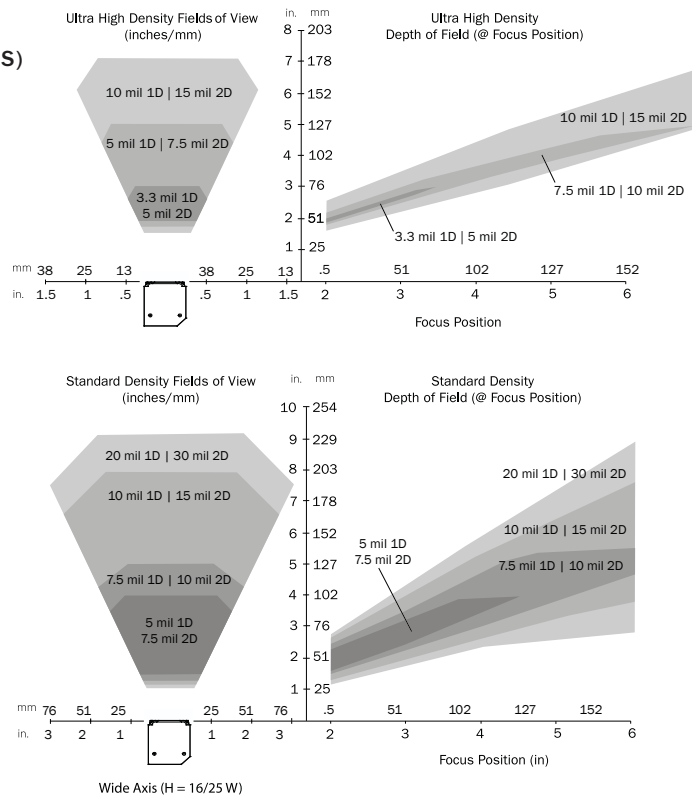 S)
Ultra High Density Fields of View
(inches/mm)
in. mm
Ultra High Density
Depth of Field (@ Focus Position)
8 203
7 178
6 152
5 127
4 102
3 76
2 51
1 25
10 mil 1D | 15 mil 2D
5 mil 1D | 7.5 mil 2D
3.3 mil 1D
5 mil 2D
10 mil 1D | 15 mil 2D
7.5 mil 1D | 10 mil 2D
3.3 mil 1D | 5 mil 2D
mm 38 25 13 38 25 13 .5 51 102 127 152
in. 1.5 1 .5 .5 1 1.5 2 3 4 5 6
Focus Position
Standard Density Fields of View
(inches/mm)
in. mm
Standard Density
Depth of Field (@ Focus Position)
10 254
9 229
8 203
7 178
6 152
5 127
4 102
3 76
2 51
1 25
20 mil 1D | 30 mil 2D
10 mil 1D | 15 mil 2D
7.5 mil 1D | 10 mil 2D
5 mil 1D
7.5 mil 2D
20 mil 1D | 30 mil 2D
10 mil 1D | 15 mil 2D
7.5 mil 1D | 10 mil 2D
5 mil 1D
7.5 mil 2D
mm 76 51 25 25 51 76 .5 51 102 127 152
in. 3 2 1 1 2 3 2 3 4 5 6
Focus Position (in)
Wide Axis (H = 16/25 W)